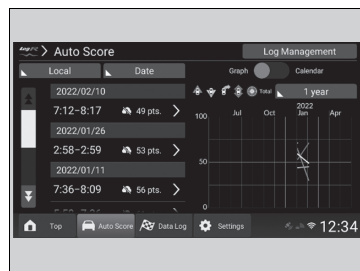 LogR > Auto Score
Log Management
Local
Date
Graph
Calendar
2022/02/10
7:12–8:17
49 pts.
2022/01/26
2:58–2:59
53 pts.
2022/01/11
7:36–8:09
56 pts.
Total
1 year
2022
Jul Oct Jan Apr
100
50
0
Top
Auto Score
Data Log
Settings
12:34